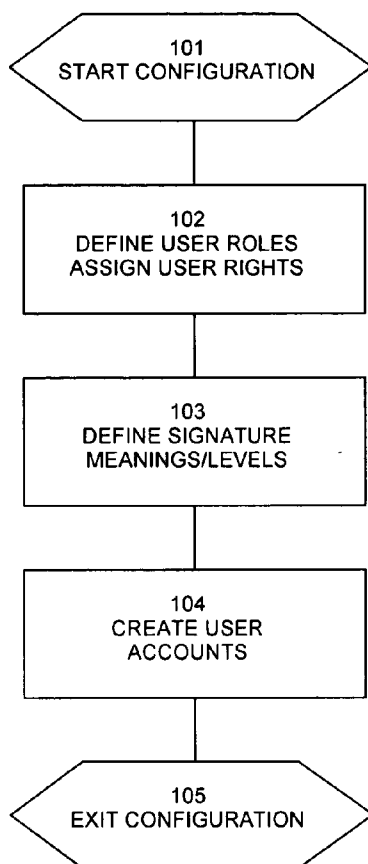 101
START CONFIGURATION
102
DEFINE USER ROLES
ASSIGN USER RIGHTS
103
DEFINE SIGNATURE
MEANINGS/LEVELS
104
CREATE USER
ACCOUNTS
105
EXIT CONFIGURATION